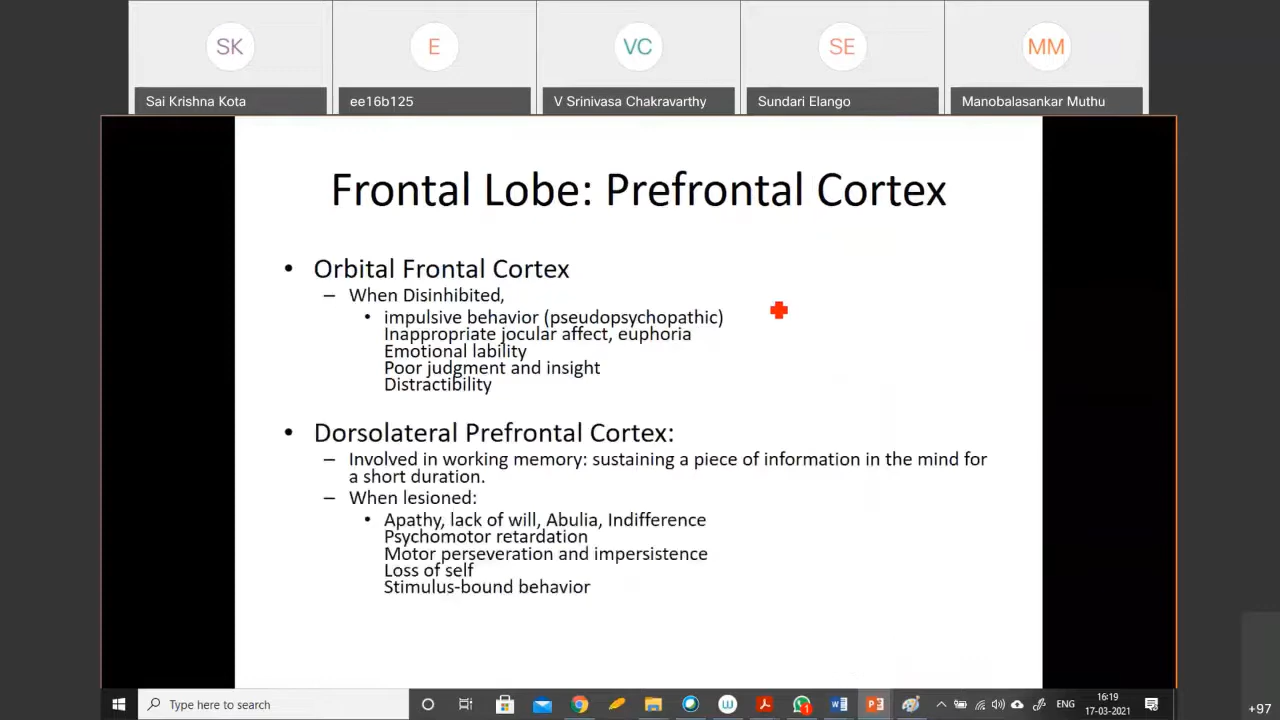 SK
E
VC
SE
MM
Sai Krishna Kota
ee16b125
V Srinivasa Chakravarthy
Sundari Elango
Manobalasankar Muthu
Frontal Lobe: Prefrontal Cortex
• Orbital Frontal Cortex
– When Disinhibited,
• impulsive behavior (pseudopsychopathic)
Inappropriate jocular affect, euphoria
Emotional lability
Poor judgment and insight
Distractibility
• Dorsolateral Prefrontal Cortex:
– Involved in working memory: sustaining a piece of information in the mind for
a short duration.
– When lesioned:
• Apathy, lack of will, Abulia, Indifference
Psychomotor retardation
Motor perseveration and impersistence
Loss of self
Stimulus-bound behavior
Type here to search
ENG
16:19
17-03-2021
+97